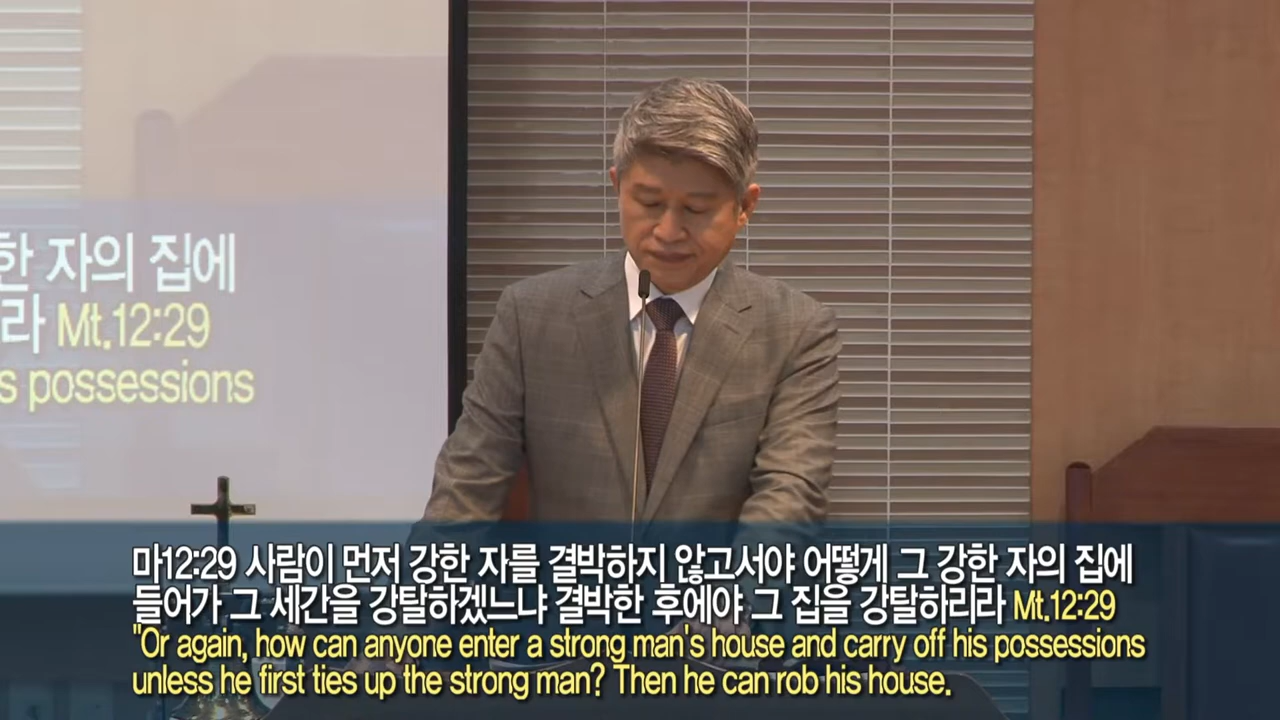 한 자의 집에
라 Mt.12:29
s possessions
마12:29 사람이 먼저 강한 자를 결박하지 않고서야 어떻게 그 강한 자의 집에
들어가 그 세간을 강탈하겠느냐 결박한 후에야 그 집을 강탈하리라 Mt.12:29
"Or again, how can anyone enter a strong man's house and carry off his possessions
unless he first ties up the strong man? Then he can rob his house.